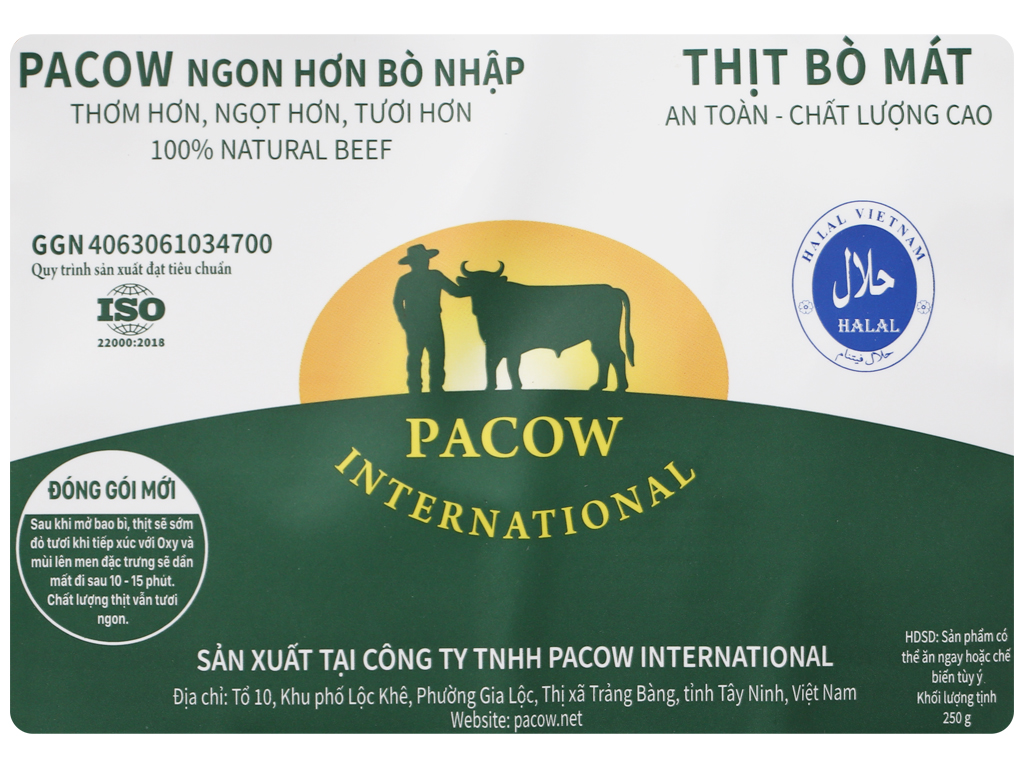 PACOW NGON HƠN BÒ NHẬP
THƠM HƠN, NGỌT HƠN, TƯƠI HƠN
100% NATURAL BEEF
THỊT BÒ MÁT
AN TOÀN - CHẤT LƯỢNG CAO
GGN 4063061034700
Quy trình sản xuất đạt tiêu chuẩn
ISO
22000:2018
HALAL VIETNAM
حلال
HALAL
حلال فيتنام
PACOW
INTERNATIONAL
ĐÓNG GÓI MỚI
Sau khi mở bao bì, thịt sẽ sớm
đỏ tươi khi tiếp xúc với Oxy và
mùi lên men đặc trưng sẽ dần
mất đi sau 10 - 15 phút.
Chất lượng thịt vẫn tươi
ngon.
SẢN XUẤT TẠI CÔNG TY TNHH PACOW INTERNATIONAL
Địa chỉ: Tổ 10, Khu phố Lộc Khê, Phường Gia Lộc, Thị xã Trảng Bàng, tỉnh Tây Ninh, Việt Nam
Website: pacow.net
HDSD: Sản phẩm có
thể ăn ngay hoặc chế
biến tùy ý.
Khối lượng tịnh
250 g